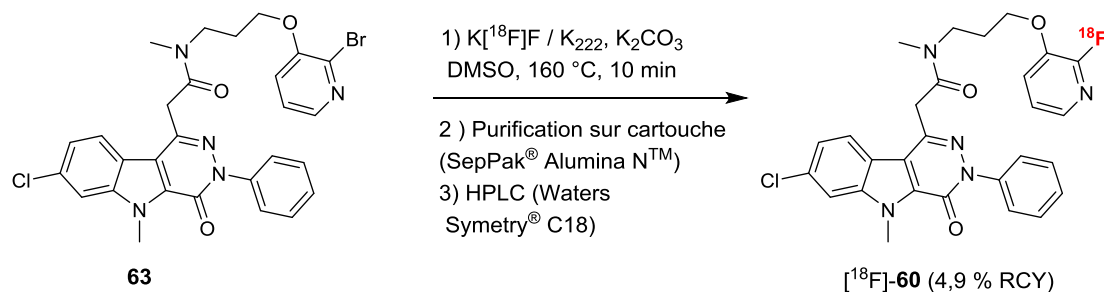 O
Br
N
N
O
1) K[¹⁸F]F / K₂₂₂, K₂CO₃
DMSO, 160 °C, 10 min
2 ) Purification sur cartouche
(SepPak® Alumina N™)
3) HPLC (Waters
Symetry® C18)
N
N
Cl
N
O
63
O
¹⁸F
N
N
O
N
N
Cl
N
O
[¹⁸F]-60 (4,9 % RCY)